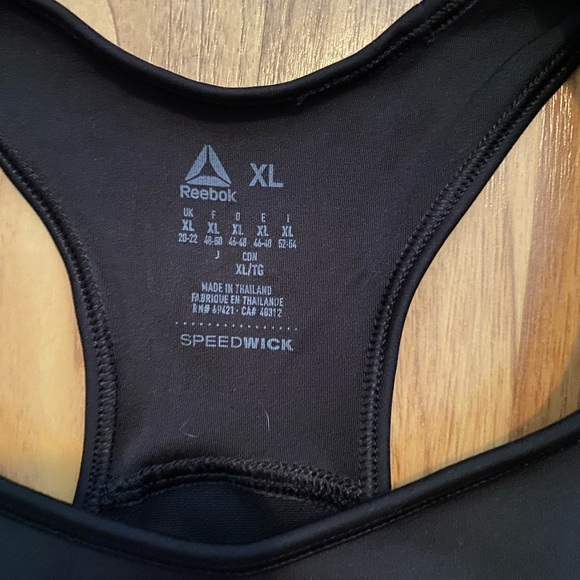 Reebok XL
UK F D E I
XL XL XL XL XL
20-22 48-50 46-48 46-48 52-54
J CDN
XL/TG
MADE IN THAILAND
FABRIQUE EN THAILANDE
RN# 69421 · CA# 40312
SPEEDWICK